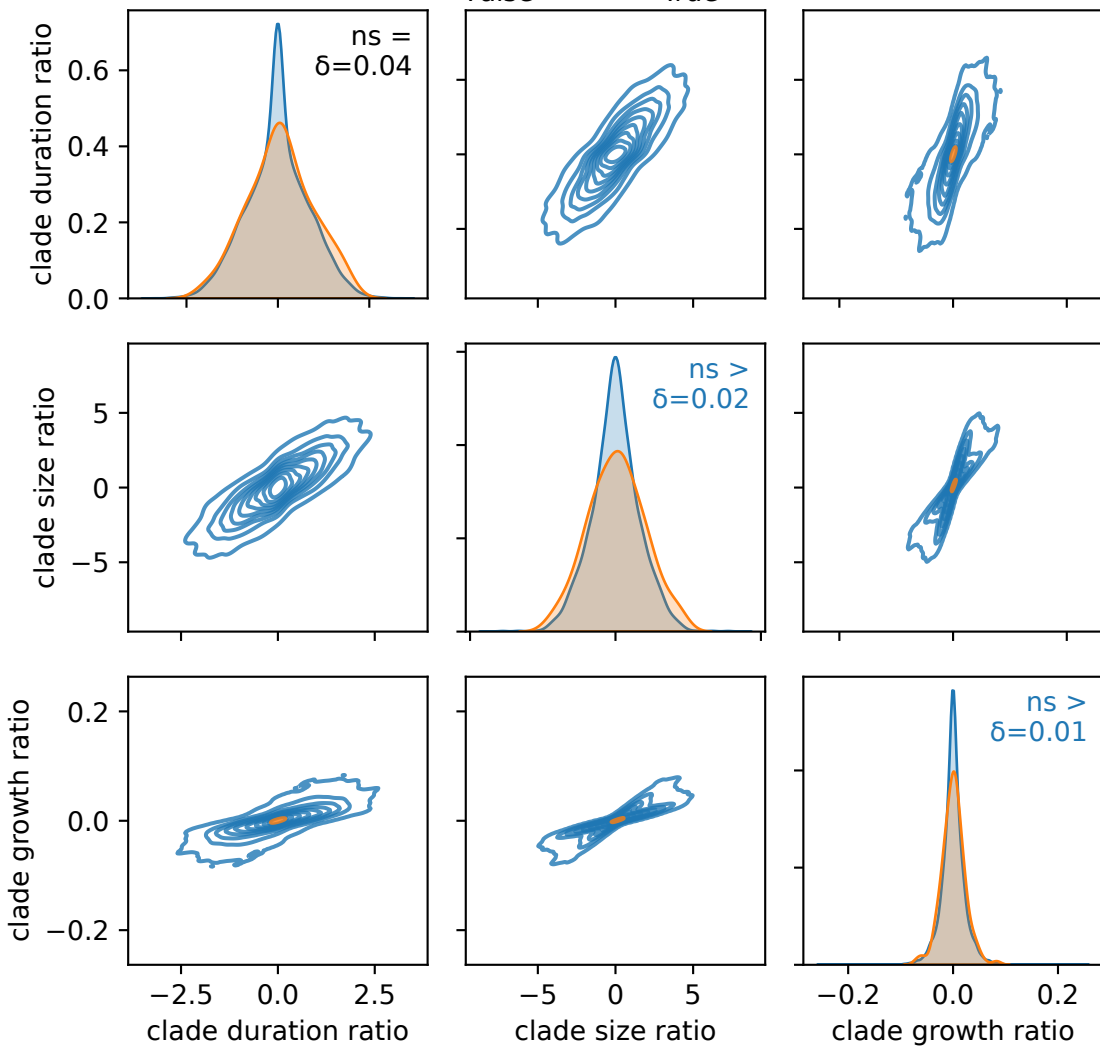 clade duration ratio
0.6
0.4
0.2
0.0
ns =
δ=0.04
clade size ratio
5
0
−5
ns >
δ=0.02
clade growth ratio
0.2
0.0
−0.2
ns >
δ=0.01
−2.5 0.0 2.5
−5 0 5
−0.2 0.0 0.2
clade duration ratio
clade size ratio
clade growth ratio